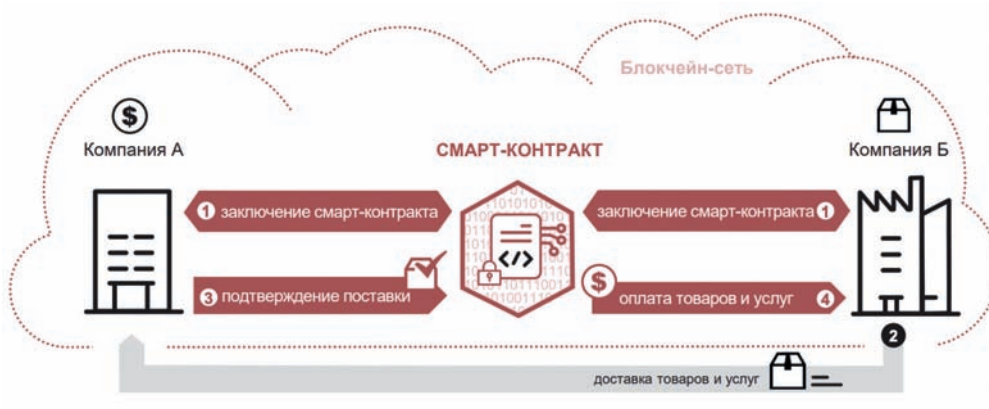 Блокчейн-сеть
$
Компания А
СМАРТ-КОНТРАКТ
Компания Б
1 заключение смарт-контракта
заключение смарт-контракта 1
</>
3 подтверждение поставки
$
оплата товаров и услуг 4
2
доставка товаров и услуг